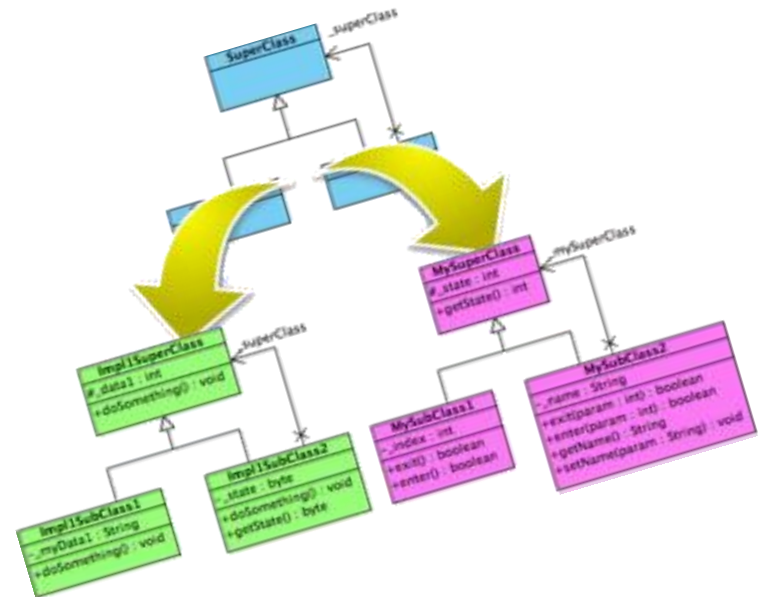 SuperClass
_superClass
MySuperClass
#_state : int
+getState() : int
-mySuperClass
Impl1SuperClass
#_data1 : int
+doSomething() : void
_superClass
MySubClass1
-_index : int
+exit() : boolean
+enter() : boolean
MySubClass2
-_name : String
+exit(param : int) : boolean
+enter(param : int) : boolean
+getName() : String
+setName(param : String) : void
Impl1SubClass1
-_myData1 : String
+doSomething() : void
Impl1SubClass2
-_state : byte
+doSomething() : void
+getState() : byte